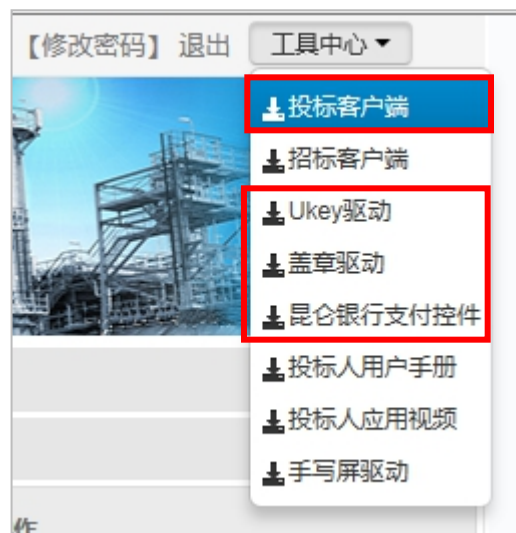 【修改密码】 退出 工具中心
投标客户端
招标客户端
Ukey驱动
盖章驱动
昆仑银行支付控件
投标人用户手册
投标人应用视频
手写屏驱动
作